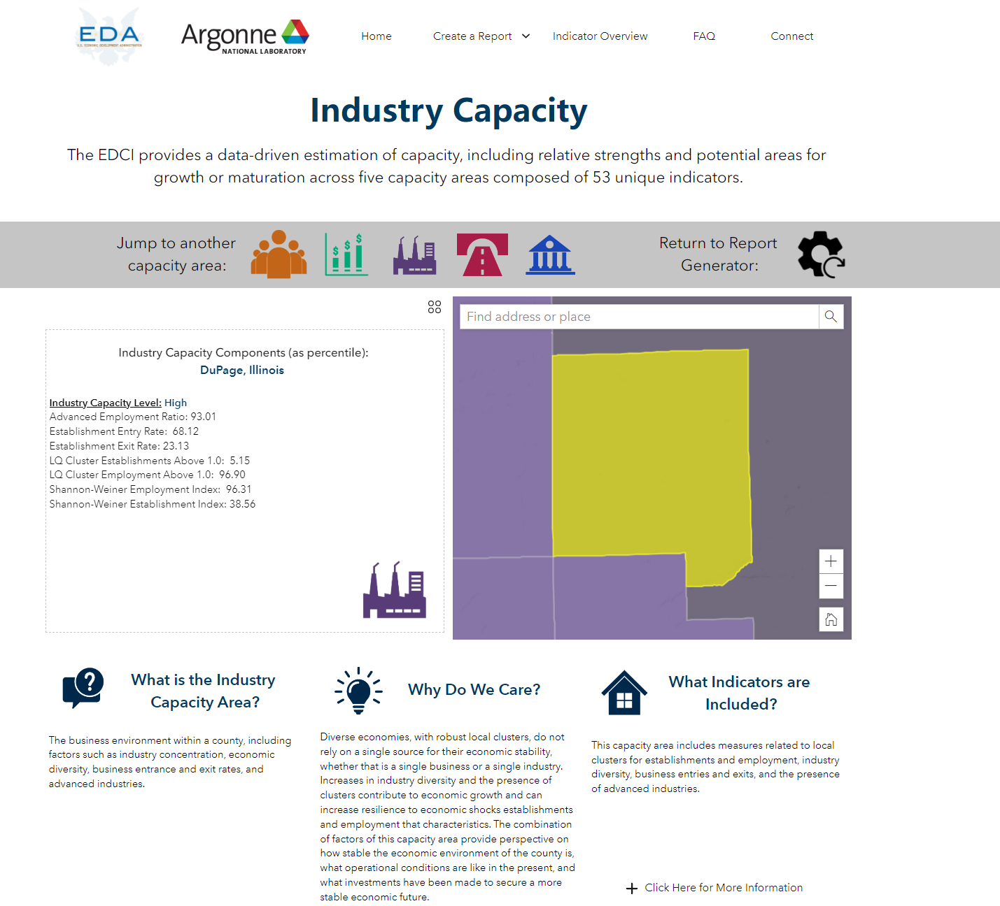 EDA
U.S. ECONOMIC DEVELOPMENT ADMINISTRATION
Argonne
NATIONAL LABORATORY
Home
Create a Report
Indicator Overview
FAQ
Connect
Industry Capacity
The EDCI provides a data-driven estimation of capacity, including relative strengths and potential areas for
growth or maturation across five capacity areas composed of 53 unique indicators.
Jump to another
capacity area:
$ $ $
Return to Report
Generator:
Find address or place
Industry Capacity Components (as percentile):
DuPage, Illinois
Industry Capacity Level: High
Advanced Employment Ratio: 93.01
Establishment Entry Rate:  68.12
Establishment Exit Rate: 23.13
LQ Cluster Establishments Above 1.0:  5.15
LQ Cluster Employment Above 1.0:  96.90
Shannon-Weiner Employment Index:  96.31
Shannon-Weiner Establishment Index: 38.56
?
What is the Industry
Capacity Area?
The business environment within a county, including
factors such as industry concentration, economic
diversity, business entrance and exit rates, and
advanced industries.
Why Do We Care?
Diverse economies, with robust local clusters, do not
rely on a single source for their economic stability,
whether that is a single business or a single industry.
Increases in industry diversity and the presence of
clusters contribute to economic growth and can
increase resilience to economic shocks establishments
and employment that characteristics. The combination
of factors of this capacity area provide perspective on
how stable the economic environment of the county is,
what operational conditions are like in the present, and
what investments have been made to secure a more
stable economic future.
What Indicators are
Included?
This capacity area includes measures related to local
clusters for establishments and employment, industry
diversity, business entries and exits, and the presence
of advanced industries.
Click Here for More Information